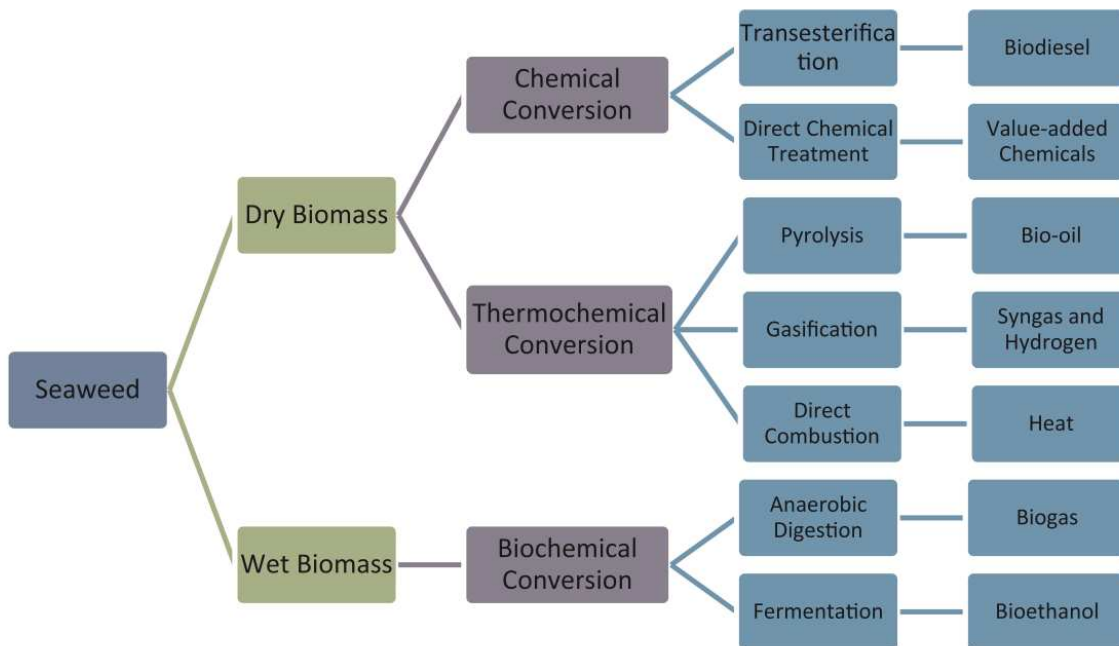 Seaweed
Dry Biomass
Wet Biomass
Chemical
Conversion
Thermochemical
Conversion
Biochemical
Conversion
Transesterifica
tion
Biodiesel
Direct Chemical
Treatment
Value-added
Chemicals
Pyrolysis
Bio-oil
Gasification
Syngas and
Hydrogen
Direct
Combustion
Heat
Anaerobic
Digestion
Biogas
Fermentation
Bioethanol